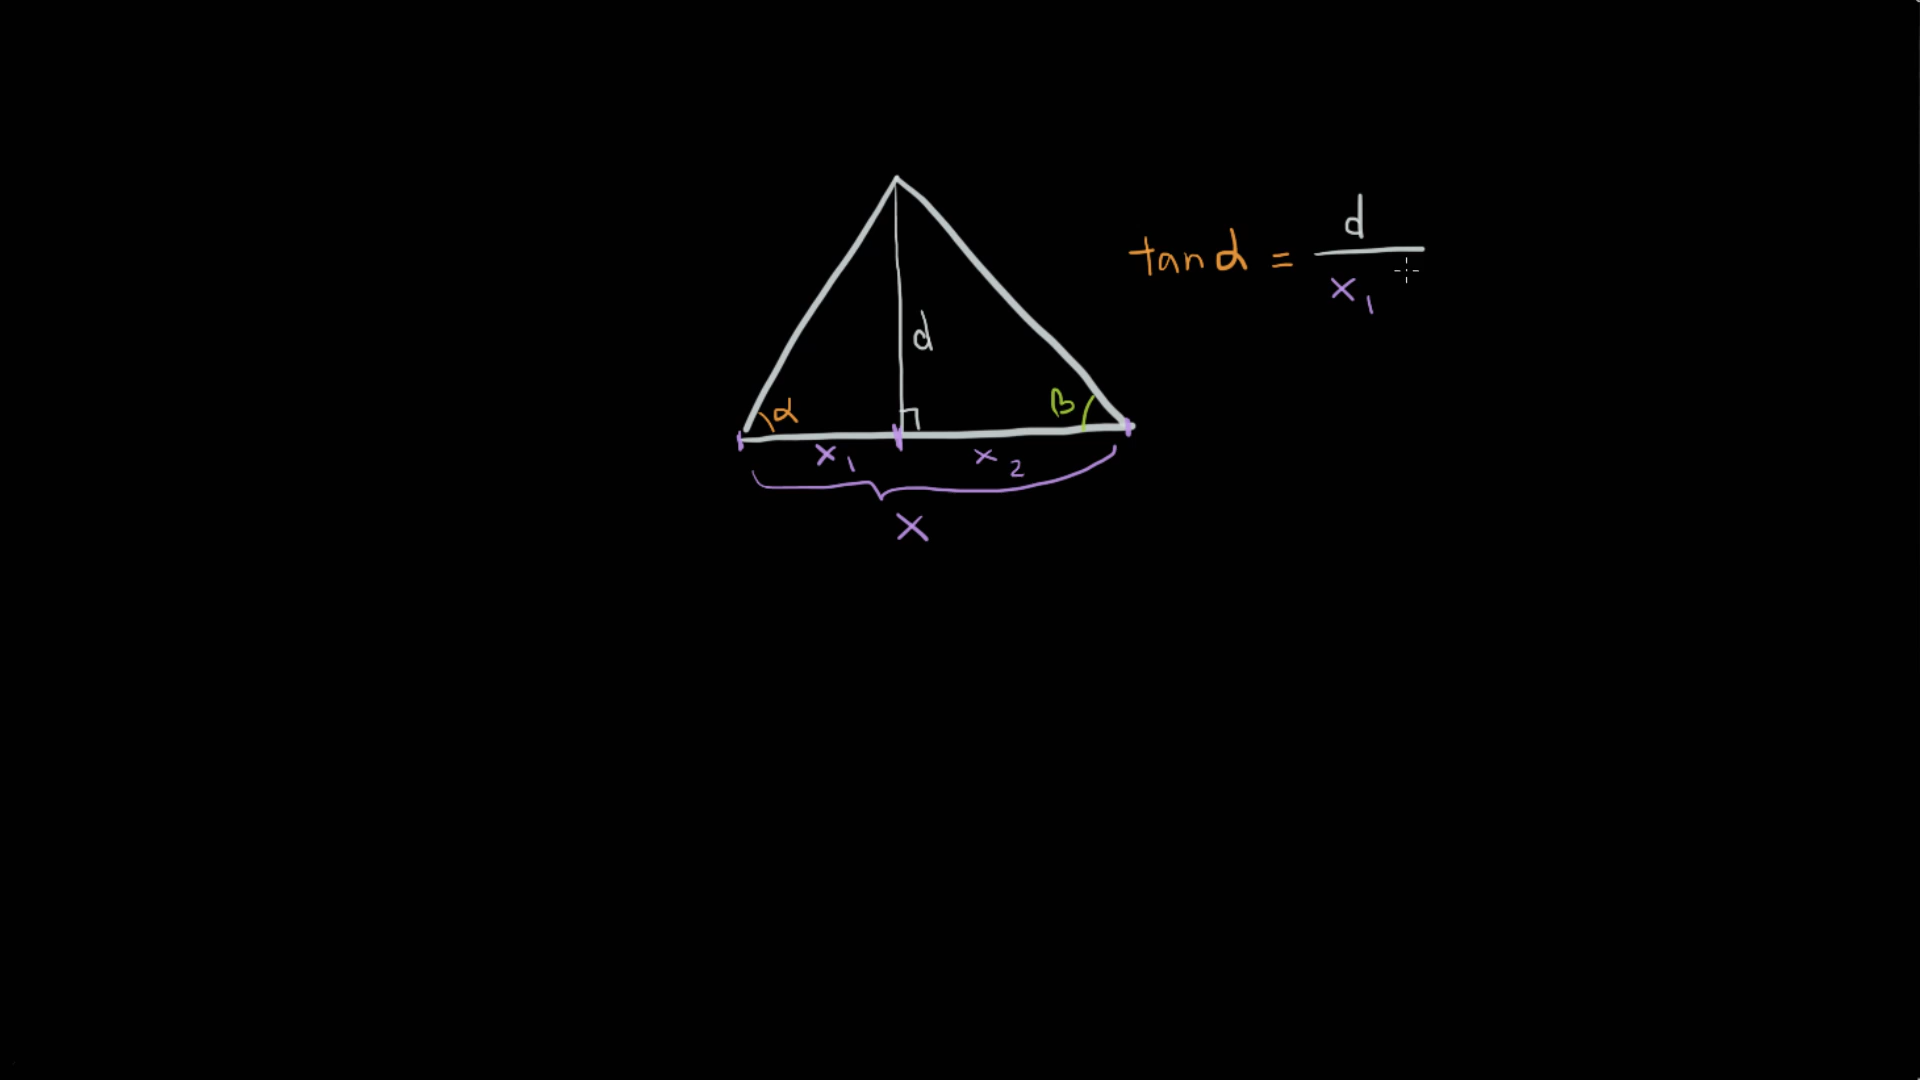 tan α = d / x₁
d
α
β
x₁
x₂
x